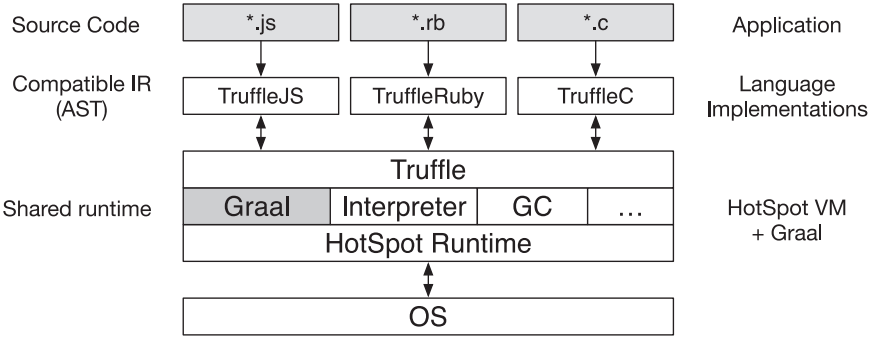 Source Code *.js *.rb *.c Application
Compatible IR
(AST)
TruffleJS TruffleRuby TruffleC
Language
Implementations
Truffle
Shared runtime
Graal Interpreter GC ...
HotSpot VM
+ Graal
HotSpot Runtime
OS